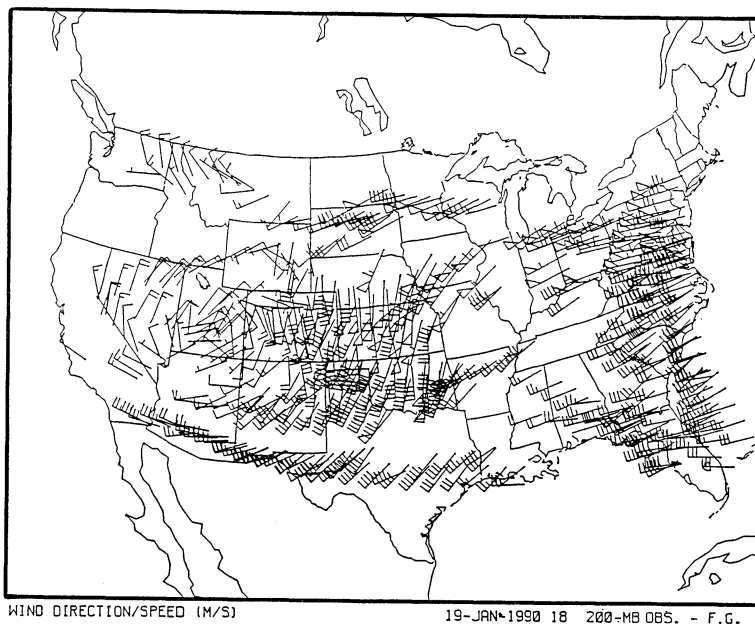 WIND DIRECTION/SPEED (M/S)
19-JAN-1990 18 200-MB OBS. - F.G.